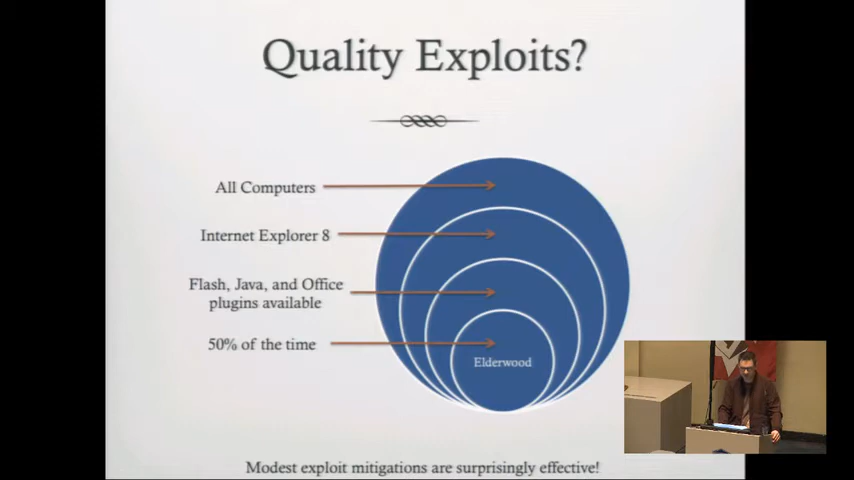 Quality Exploits?
All Computers
Internet Explorer 8
Flash, Java, and Office
plugins available
50% of the time
Elderwood
Modest exploit mitigations are surprisingly effective!